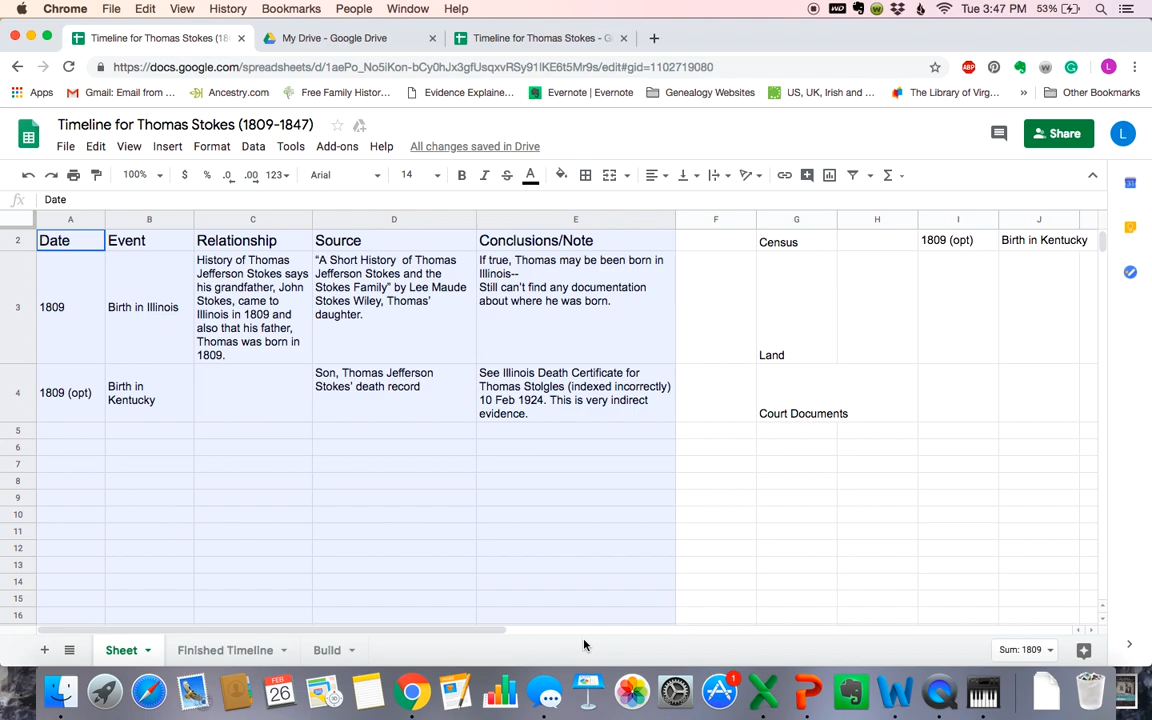 Chrome File Edit View History Bookmarks People Window Help
Tue 3:47 PM 53%
Timeline for Thomas Stokes (18
My Drive - Google Drive
Timeline for Thomas Stokes - G
https://docs.google.com/spreadsheets/d/1aePo_No5iKon-bCy0hJx3gfUsqxvRSy91IKE6t5Mr9s/edit#gid=1102719080
Apps Gmail: Email from ... Ancestry.com Free Family Histor... Evidence Explaine... Evernote | Evernote Genealogy Websites US, UK, Irish and ... The Library of Virg... » Other Bookmarks
Timeline for Thomas Stokes (1809-1847)
File Edit View Insert Format Data Tools Add-ons Help All changes saved in Drive
Share
L
100% $ % .0 .00 123 Arial 14 B I S A
fx Date
A B C D E F G H I J
2 Date Event Relationship Source Conclusions/Note Census 1809 (opt) Birth in Kentucky
3 1809 Birth in Illinois
History of Thomas
Jefferson Stokes says
his grandfather, John
Stokes, came to
Illinois in 1809 and
also that his father,
Thomas was born in
1809.
“A Short History of Thomas
Jefferson Stokes and the
Stokes Family” by Lee Maude
Stokes Wiley, Thomas’
daughter.
If true, Thomas may be been born in
Illinois--
Still can’t find any documentation
about where he was born.
Land
4 1809 (opt)
Birth in
Kentucky
Son, Thomas Jefferson
Stokes’ death record
See Illinois Death Certificate for
Thomas Stolgles (indexed incorrectly)
10 Feb 1924. This is very indirect
evidence.
Court Documents
5
6
7
8
9
10
11
12
13
14
15
16
Sheet Finished Timeline Build Sum: 1809
FEB
26
1